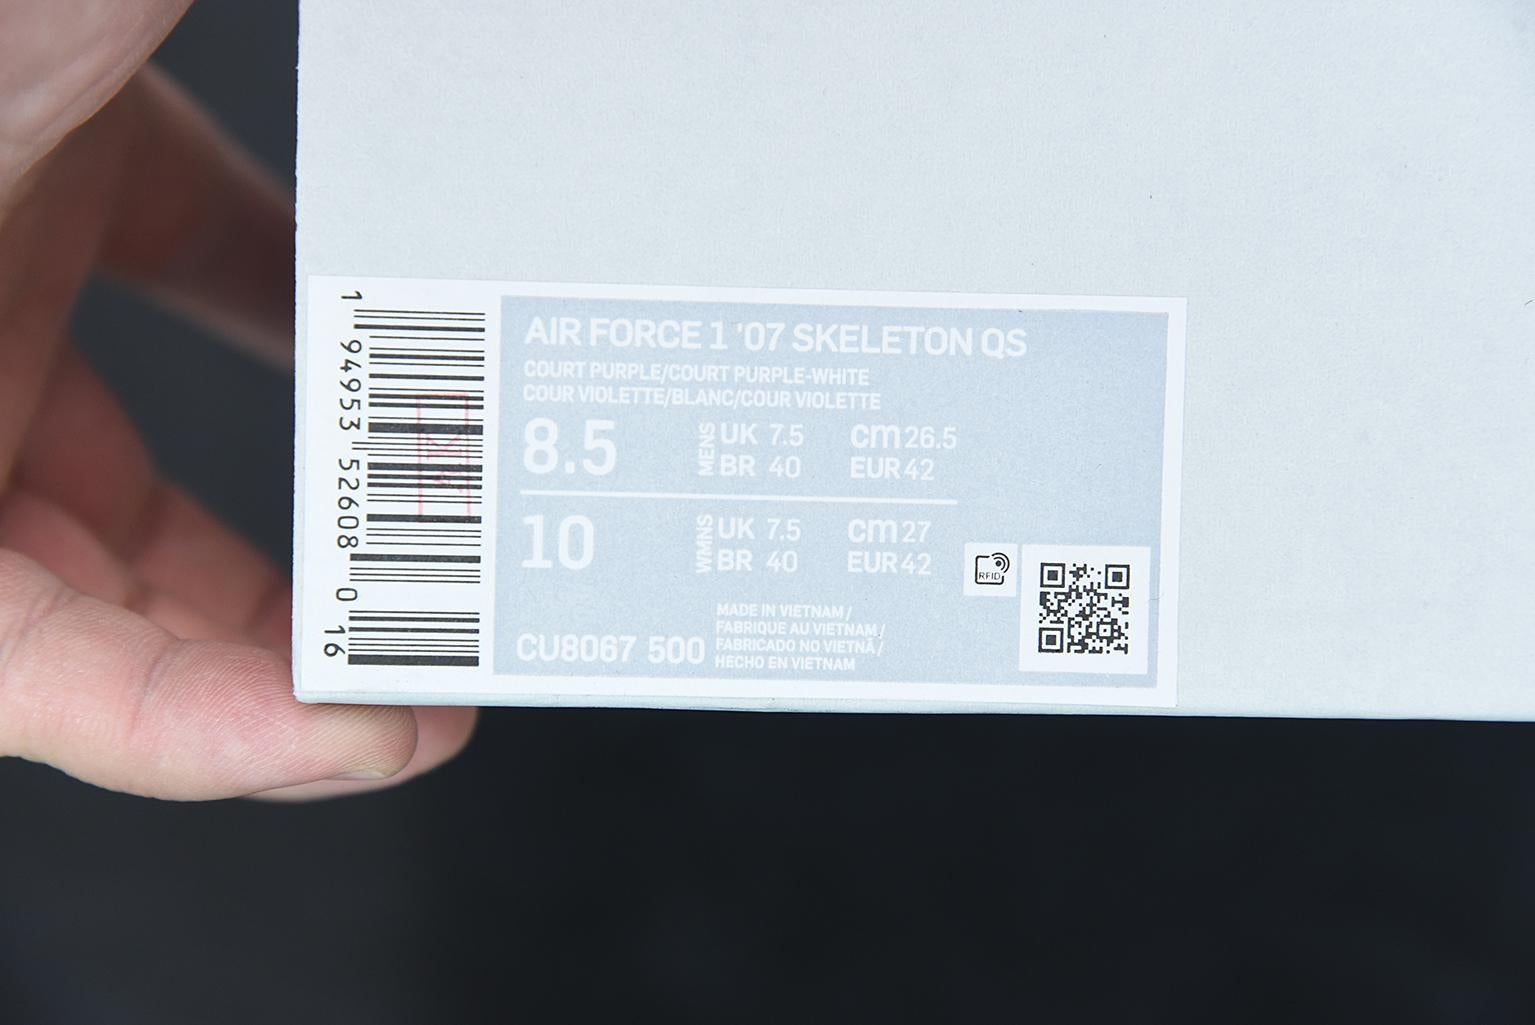 1 94953 52608 0 16
AIR FORCE 1 '07 SKELETON QS
COURT PURPLE/COURT PURPLE-WHITE
COUR VIOLETTE/BLANC/COUR VIOLETTE
8.5 MENS UK 7.5 cm 26.5
BR 40 EUR 42
10 WMNS UK 7.5 cm 27
BR 40 EUR 42
RFID
MADE IN VIETNAM /
FABRIQUE AU VIETNAM /
FABRICADO NO VIETNÃ /
HECHO EN VIETNAM
CU8067 500